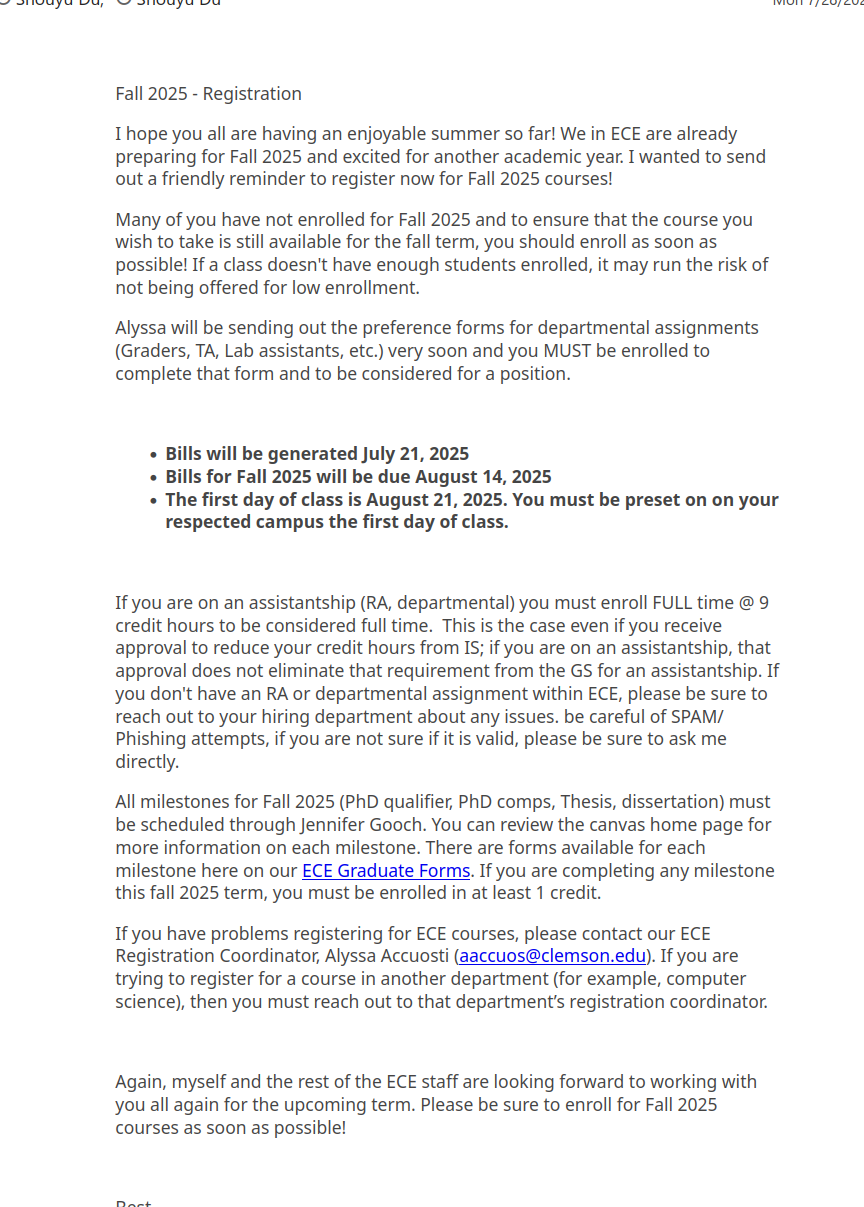 Shouyu Du, Shouyu Du
Mon 7/28/202
Fall 2025 - Registration
I hope you all are having an enjoyable summer so far! We in ECE are already
preparing for Fall 2025 and excited for another academic year. I wanted to send
out a friendly reminder to register now for Fall 2025 courses!
Many of you have not enrolled for Fall 2025 and to ensure that the course you
wish to take is still available for the fall term, you should enroll as soon as
possible! If a class doesn't have enough students enrolled, it may run the risk of
not being offered for low enrollment.
Alyssa will be sending out the preference forms for departmental assignments
(Graders, TA, Lab assistants, etc.) very soon and you MUST be enrolled to
complete that form and to be considered for a position.
• Bills will be generated July 21, 2025
• Bills for Fall 2025 will be due August 14, 2025
• The first day of class is August 21, 2025. You must be preset on on your
respected campus the first day of class.
If you are on an assistantship (RA, departmental) you must enroll FULL time @ 9
credit hours to be considered full time.  This is the case even if you receive
approval to reduce your credit hours from IS; if you are on an assistantship, that
approval does not eliminate that requirement from the GS for an assistantship. If
you don't have an RA or departmental assignment within ECE, please be sure to
reach out to your hiring department about any issues. be careful of SPAM/
Phishing attempts, if you are not sure if it is valid, please be sure to ask me
directly.
All milestones for Fall 2025 (PhD qualifier, PhD comps, Thesis, dissertation) must
be scheduled through Jennifer Gooch. You can review the canvas home page for
more information on each milestone. There are forms available for each
milestone here on our ECE Graduate Forms. If you are completing any milestone
this fall 2025 term, you must be enrolled in at least 1 credit.
If you have problems registering for ECE courses, please contact our ECE
Registration Coordinator, Alyssa Accuosti (aaccuos@clemson.edu). If you are
trying to register for a course in another department (for example, computer
science), then you must reach out to that department’s registration coordinator.
Again, myself and the rest of the ECE staff are looking forward to working with
you all again for the upcoming term. Please be sure to enroll for Fall 2025
courses as soon as possible!
Best